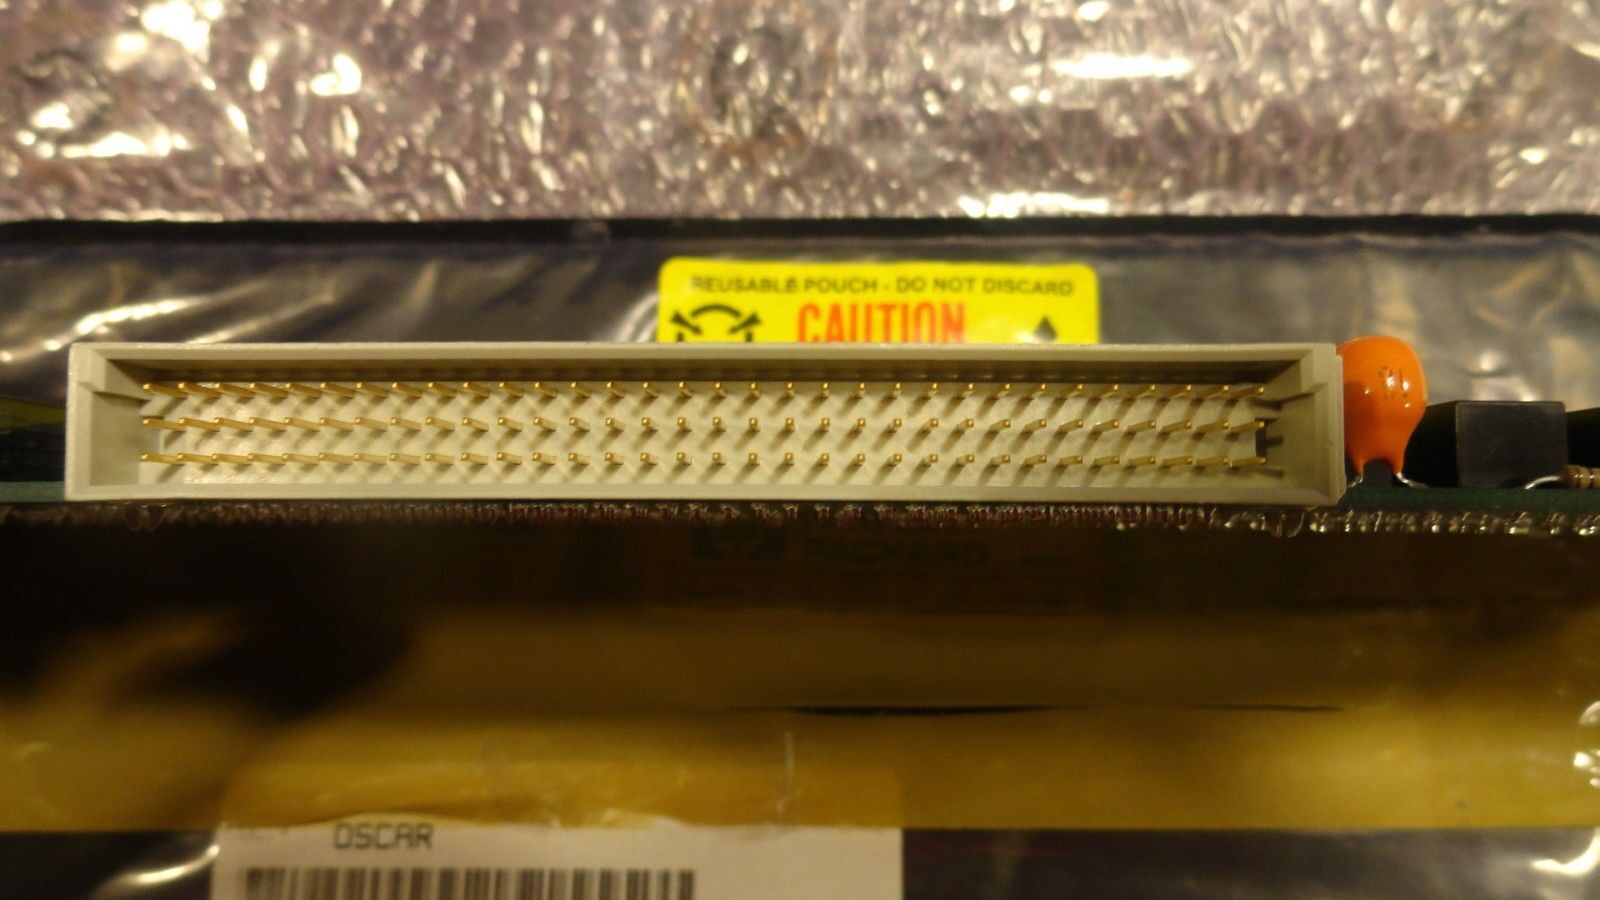 REUSABLE POUCH - DO NOT DISCARD
CAUTION
PACKARD
OSCAR